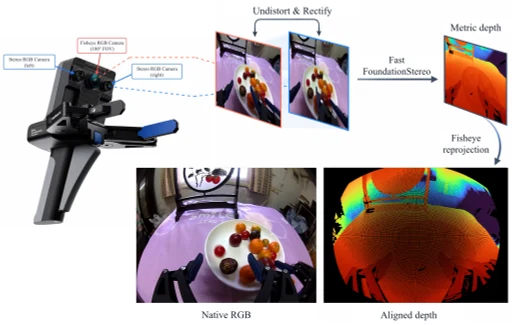 Undistort & Rectify
Fisheye RGB Camera
(180° FOV)
Stereo RGB Camera
(left)
Stereo RGB Camera
(right)
Fast
FoundationStereo
Metric depth
Fisheye
reprojection
Native RGB
Aligned depth